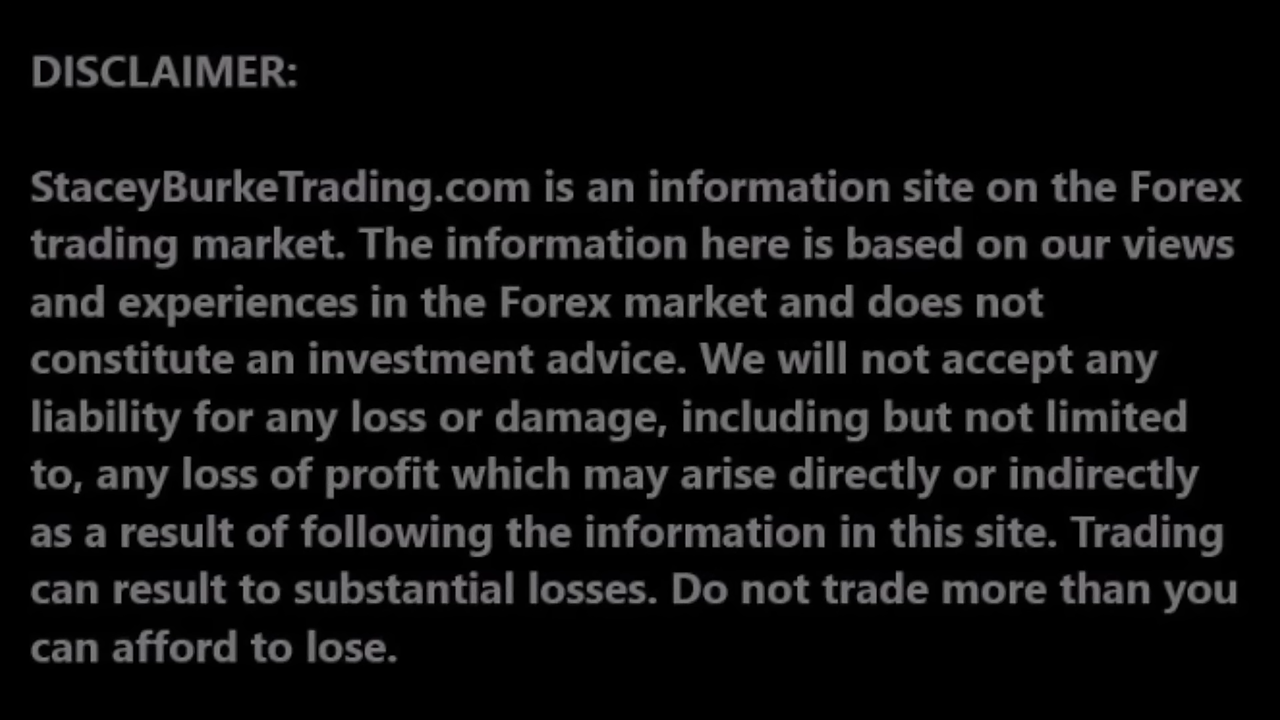 DISCLAIMER:
StaceyBurkeTrading.com is an information site on the Forex
trading market. The information here is based on our views
and experiences in the Forex market and does not
constitute an investment advice. We will not accept any
liability for any loss or damage, including but not limited
to, any loss of profit which may arise directly or indirectly
as a result of following the information in this site. Trading
can result to substantial losses. Do not trade more than you
can afford to lose.